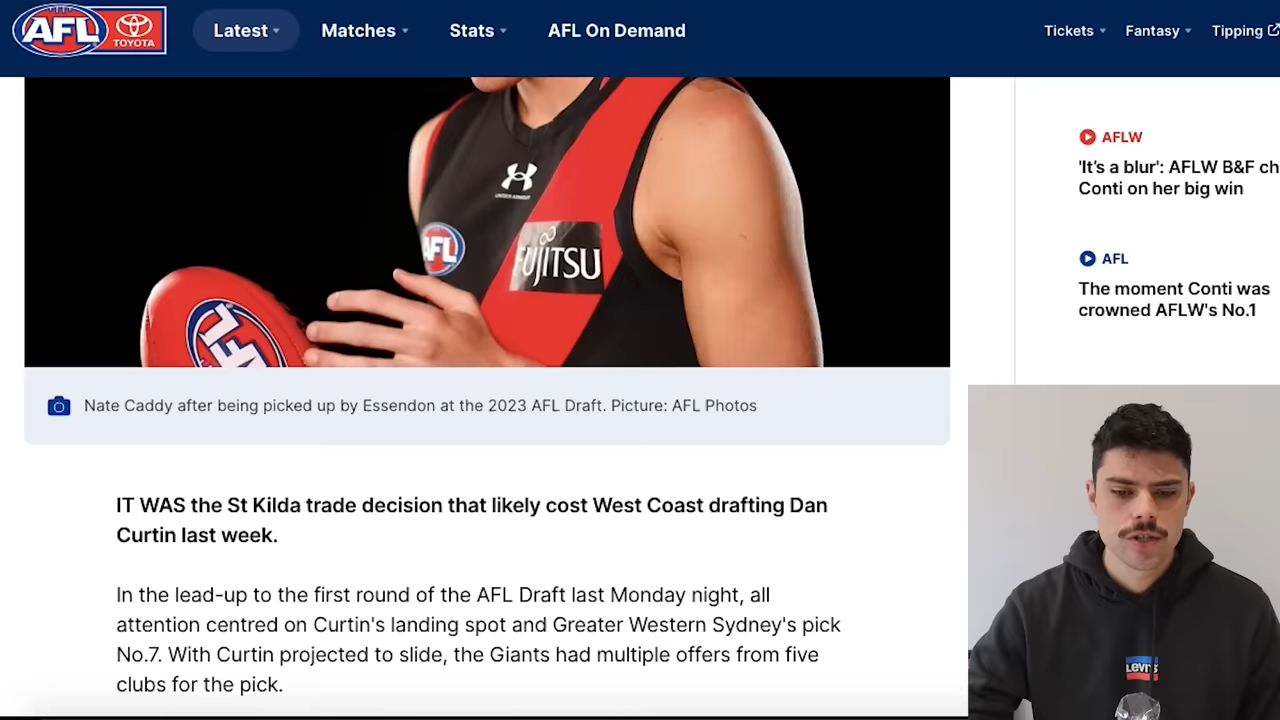 AFL TOYOTA
Latest Matches Stats AFL On Demand Tickets Fantasy Tipping
UNDER ARMOUR
AFL
FUJITSU
AFL
Nate Caddy after being picked up by Essendon at the 2023 AFL Draft. Picture: AFL Photos
IT WAS the St Kilda trade decision that likely cost West Coast drafting Dan
Curtin last week.
In the lead-up to the first round of the AFL Draft last Monday night, all
attention centred on Curtin's landing spot and Greater Western Sydney's pick
No.7. With Curtin projected to slide, the Giants had multiple offers from five
clubs for the pick.
AFLW
'It's a blur': AFLW B&F ch
Conti on her big win
AFL
The moment Conti was
crowned AFLW's No.1
LEVI'S